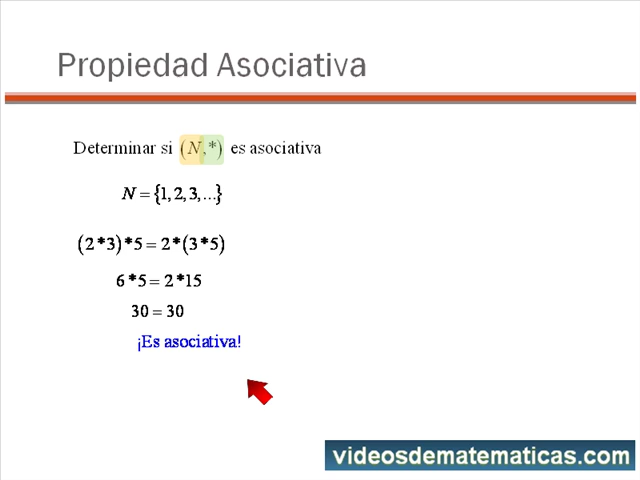 Propiedad Asociativa
Determinar si (N,*) es asociativa
N = {1, 2, 3, ...}
(2*3)*5 = 2*(3*5)
6*5 = 2*15
30 = 30
¡Es asociativa!
videosdematematicas.com